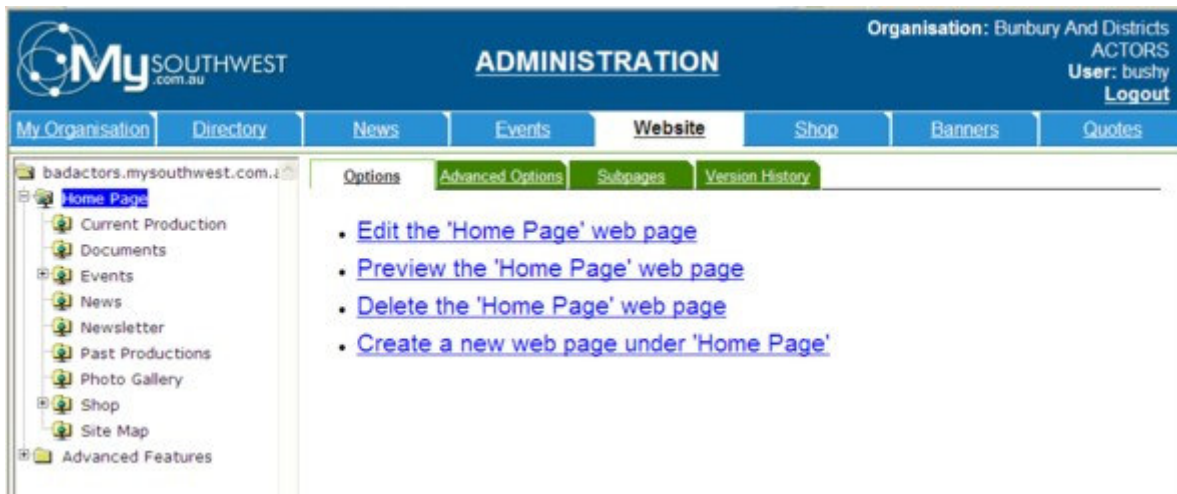 MySOUTHWEST
.com.au
ADMINISTRATION
Organisation: Bunbury And Districts
ACTORS
User: bushy
Logout
My Organisation Directory News Events Website Shop Banners Quotes
badactors.mysouthwest.com.
Home Page
Current Production
Documents
Events
News
Newsletter
Past Productions
Photo Gallery
Shop
Site Map
Advanced Features
Options Advanced Options Subpages Version History
• Edit the 'Home Page' web page
• Preview the 'Home Page' web page
• Delete the 'Home Page' web page
• Create a new web page under 'Home Page'